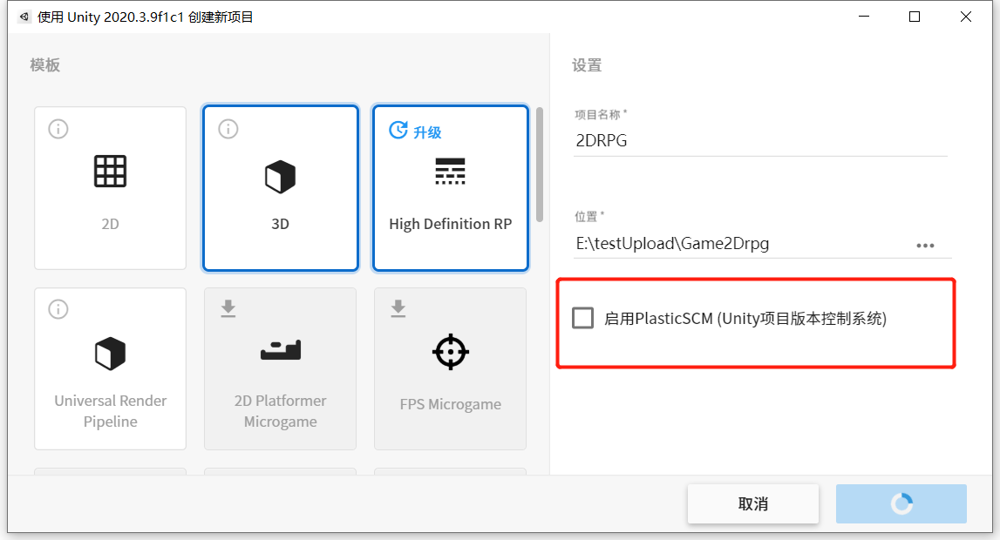 使用 Unity 2020.3.9f1c1 创建新项目
模板
2D
3D
升级
High Definition RP
Universal Render
Pipeline
2D Platformer
Microgame
FPS Microgame
设置
项目名称 *
2DRPG
位置 *
E:\testUpload\Game2Drpg
启用PlasticSCM (Unity项目版本控制系统)
取消